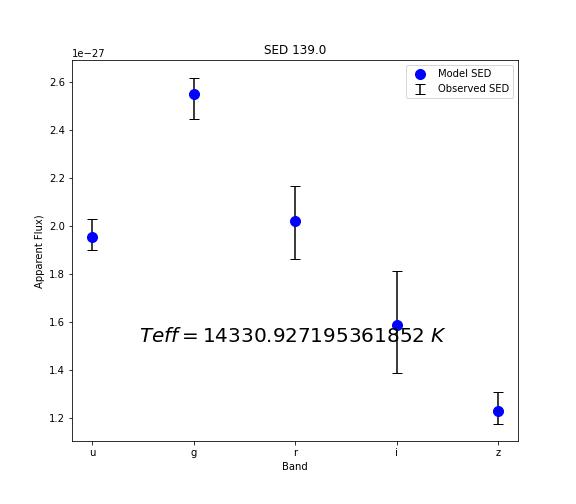 SED 139.0
1e−27
Model SED
Observed SED
2.6
2.4
2.2
2.0
1.8
1.6
1.4
1.2
Apparent Flux)
Teff = 14330.927195361852 K
u g r i z
Band